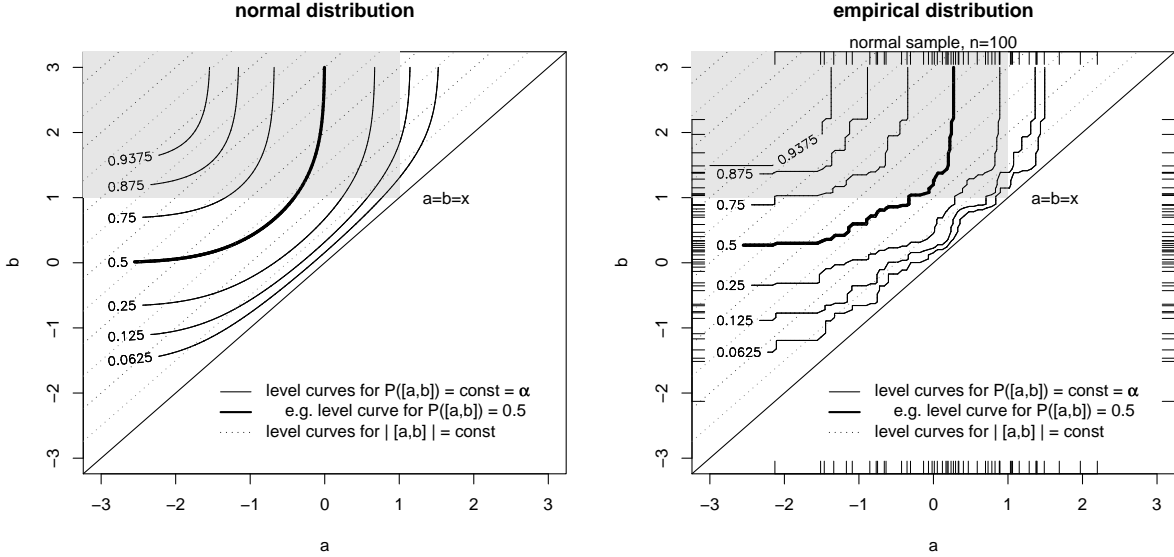 normal distribution
3
2
1
0
−1
−2
−3
b
0.9375
0.875
0.75
0.5
0.25
0.125
0.0625
a=b=x
level curves for P([a,b]) = const = α
e.g. level curve for P([a,b]) = 0.5
level curves for | [a,b] | = const
−3 −2 −1 0 1 2 3
a
empirical distribution
normal sample, n=100
3
2
1
0
−1
−2
−3
b
0.9375
0.875
0.75
0.5
0.25
0.125
0.0625
a=b=x
level curves for P([a,b]) = const = α
e.g. level curve for P([a,b]) = 0.5
level curves for | [a,b] | = const
−3 −2 −1 0 1 2 3
a